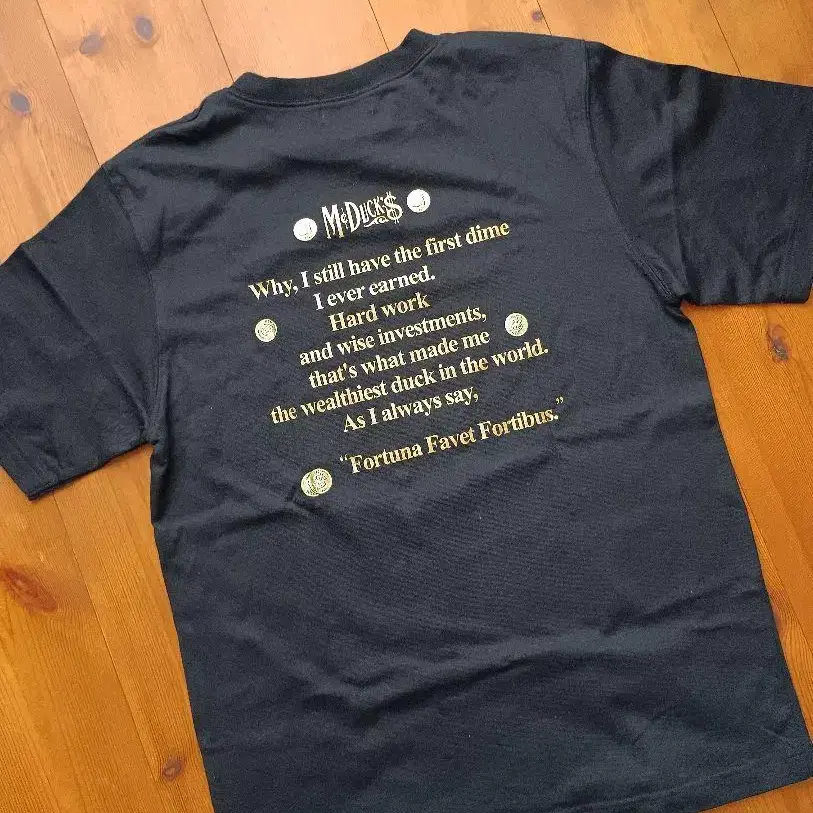 McDuck's
Why, I still have the first dime
I ever earned.
Hard work
and wise investments,
that's what made me
the wealthiest duck in the world.
As I always say,
“Fortuna Favet Fortibus.”